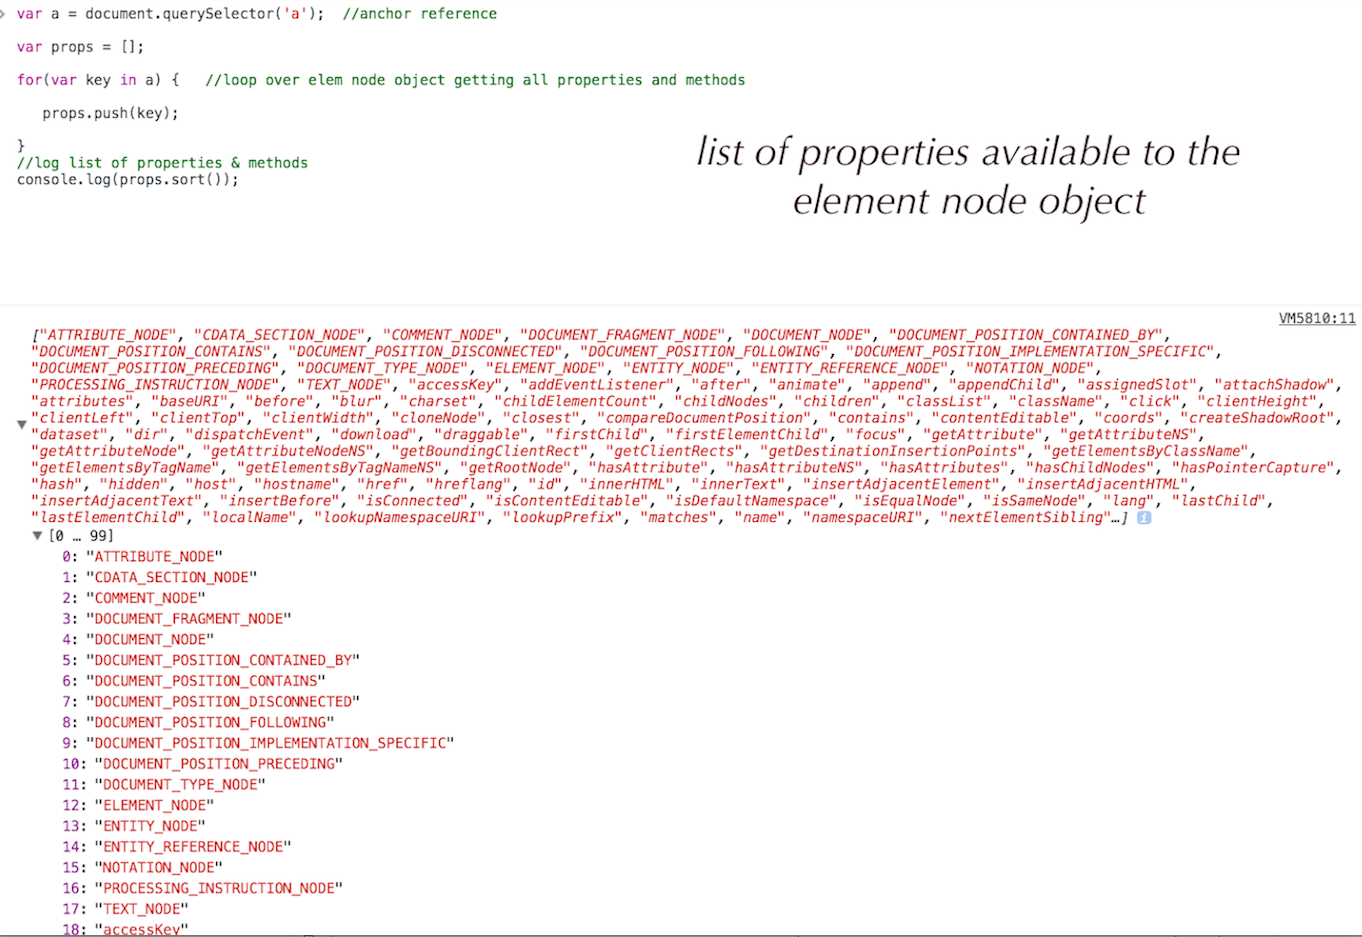 var a = document.querySelector('a');  //anchor reference
var props = [];
for(var key in a) {   //loop over elem node object getting all properties and methods
props.push(key);
}
//log list of properties & methods
console.log(props.sort());
list of properties available to the
element node object
VM5810:11
["ATTRIBUTE_NODE", "CDATA_SECTION_NODE", "COMMENT_NODE", "DOCUMENT_FRAGMENT_NODE", "DOCUMENT_NODE", "DOCUMENT_POSITION_CONTAINED_BY",
"DOCUMENT_POSITION_CONTAINS", "DOCUMENT_POSITION_DISCONNECTED", "DOCUMENT_POSITION_FOLLOWING", "DOCUMENT_POSITION_IMPLEMENTATION_SPECIFIC",
"DOCUMENT_POSITION_PRECEDING", "DOCUMENT_TYPE_NODE", "ELEMENT_NODE", "ENTITY_NODE", "ENTITY_REFERENCE_NODE", "NOTATION_NODE",
"PROCESSING_INSTRUCTION_NODE", "TEXT_NODE", "accessKey", "addEventListener", "after", "animate", "append", "appendChild", "assignedSlot", "attachShadow",
"attributes", "baseURI", "before", "blur", "charset", "childElementCount", "childNodes", "children", "classList", "className", "click", "clientHeight",
"clientLeft", "clientTop", "clientWidth", "cloneNode", "closest", "compareDocumentPosition", "contains", "contentEditable", "coords", "createShadowRoot",
"dataset", "dir", "dispatchEvent", "download", "draggable", "firstChild", "firstElementChild", "focus", "getAttribute", "getAttributeNS",
"getAttributeNode", "getAttributeNodeNS", "getBoundingClientRect", "getClientRects", "getDestinationInsertionPoints", "getElementsByClassName",
"getElementsByTagName", "getElementsByTagNameNS", "getRootNode", "hasAttribute", "hasAttributeNS", "hasAttributes", "hasChildNodes", "hasPointerCapture",
"hash", "hidden", "host", "hostname", "href", "hreflang", "id", "innerHTML", "innerText", "insertAdjacentElement", "insertAdjacentHTML",
"insertAdjacentText", "insertBefore", "isConnected", "isContentEditable", "isDefaultNamespace", "isEqualNode", "isSameNode", "lang", "lastChild",
"lastElementChild", "localName", "lookupNamespaceURI", "lookupPrefix", "matches", "name", "namespaceURI", "nextElementSibling"…] i
[0 … 99]
0: "ATTRIBUTE_NODE"
1: "CDATA_SECTION_NODE"
2: "COMMENT_NODE"
3: "DOCUMENT_FRAGMENT_NODE"
4: "DOCUMENT_NODE"
5: "DOCUMENT_POSITION_CONTAINED_BY"
6: "DOCUMENT_POSITION_CONTAINS"
7: "DOCUMENT_POSITION_DISCONNECTED"
8: "DOCUMENT_POSITION_FOLLOWING"
9: "DOCUMENT_POSITION_IMPLEMENTATION_SPECIFIC"
10: "DOCUMENT_POSITION_PRECEDING"
11: "DOCUMENT_TYPE_NODE"
12: "ELEMENT_NODE"
13: "ENTITY_NODE"
14: "ENTITY_REFERENCE_NODE"
15: "NOTATION_NODE"
16: "PROCESSING_INSTRUCTION_NODE"
17: "TEXT_NODE"
18: "accessKey"